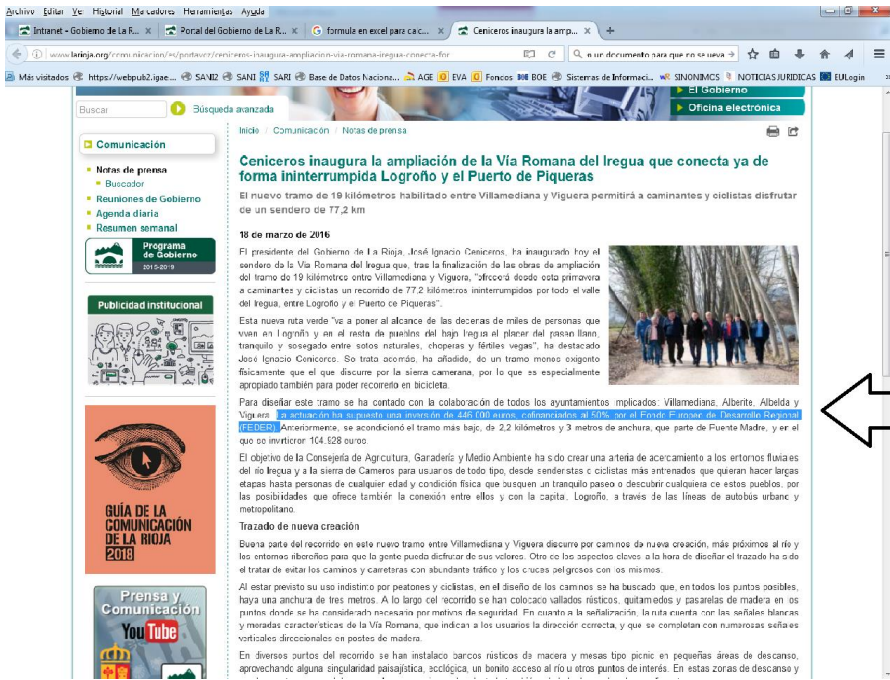 Archivo Editar Ver Historial Marcadores Herramientas Ayuda
Intranet - Gobierno de La R... Portal del Gobierno de La R... formula en excel para calc... Ceniceros inaugura la amp...
www.larioja.org/comunicacion/es/portavoz/ceniceros-inaugura-ampliacion-via-romana-iregua-conecta-for
Más visitados https://webpub2.igae.... SANI2 SANI SARI Base de Datos Naciona... AGE EVA Fondos BOE Sistemas de Informaci... SINONIMOS NOTICIAS JURIDICAS EULogin
El Gobierno
Oficina electrónica
Buscar Búsqueda avanzada
Inicio / Comunicación / Notas de prensa
Comunicación
Notas de prensa
Buscador
Reuniones de Gobierno
Agenda diaria
Resumen semanal
Programa
de Gobierno
2015-2019
Publicidad institucional
GUÍA DE LA
COMUNICACIÓN
DE LA RIOJA
2018
Prensa y
Comunicación
YouTube
Ceniceros inaugura la ampliación de la Vía Romana del Iregua que conecta ya de
forma ininterrumpida Logroño y el Puerto de Piqueras
El nuevo tramo de 19 kilómetros habilitado entre Villamediana y Viguera permitirá a caminantes y ciclistas disfrutar
de un sendero de 77,2 km
18 de marzo de 2016
El presidente del Gobierno de La Rioja, José Ignacio Ceniceros, ha inaugurado hoy el
sendero de la Vía Romana del Iregua que, tras la finalización de las obras de ampliación
del tramo de 19 kilómetros entre Villamediana y Viguera, "ofrecerá desde esta primavera
a caminantes y ciclistas un recorrido de 77,2 kilómetros ininterrumpidos por todo el valle
del Iregua, entre Logroño y el Puerto de Piqueras".
Esta nueva ruta verde "va a poner al alcance de las decenas de miles de personas que
viven en Logroño y en el resto de pueblos del bajo Iregua el placer del paseo llano,
tranquilo y sosegado entre sotos naturales, choperas y fértiles vegas", ha destacado
José Ignacio Ceniceros. Se trata además, ha añadido, de un tramo menos exigente
físicamente que el que discurre por la sierra camerana, por lo que es especialmente
apropiado también para poder recorrerlo en bicicleta.
Para diseñar este tramo se ha contado con la colaboración de todos los ayuntamientos implicados: Villamediana, Alberite, Albelda y
Viguera. La actuación ha supuesto una inversión de 446.000 euros, cofinanciados al 50% por el Fondo Europeo de Desarrollo Regional
(FEDER). Anteriormente, se acondicionó el tramo más bajo, de 2,2 kilómetros y 3 metros de anchura, que parte de Fuente Madre, y en el
que se invirtieron 104.928 euros.
El objetivo de la Consejería de Agricultura, Ganadería y Medio Ambiente ha sido crear una arteria de acercamiento a los entornos fluviales
del río Iregua y a la sierra de Cameros para usuarios de todo tipo, desde senderistas o ciclistas más entrenados que quieran hacer largas
etapas hasta personas de cualquier edad y condición física que busquen un tranquilo paseo o descubrir cualquiera de estos pueblos, por
las posibilidades que ofrece también la conexión entre ellos y con la capital, Logroño, a través de las líneas de autobús urbano y
metropolitano.
Trazado de nueva creación
Buena parte del recorrido en este nuevo tramo entre Villamediana y Viguera discurre por caminos de nueva creación, más próximos al río y
los entornos ribereños para que la gente pueda disfrutar de sus valores. Otro de los aspectos claves a la hora de diseñar el trazado ha sido
el tratar de evitar los caminos y carreteras con abundante tráfico y los cruces peligrosos con los mismos.
Al estar previsto su uso indistinto por peatones y ciclistas, en el diseño de los caminos se ha buscado que, en todos los puntos posibles,
haya una anchura de tres metros. A lo largo del recorrido se han colocado vallados rústicos, quitamiedos y pasarelas de madera en los
puntos donde se ha considerado necesario por motivos de seguridad. En cuanto a la señalización, la ruta cuenta con las señales blancas
y moradas características de la Vía Romana, que indican a los usuarios la dirección correcta, y que se completan con numerosas señales
verticales direccionales en postes de madera.
En diversos puntos del recorrido se han instalado bancos rústicos de madera y mesas tipo picnic en pequeñas áreas de descanso,
aprovechando alguna singularidad paisajística, ecológica, un bonito acceso al río u otros puntos de interés. En estas zonas de descanso y